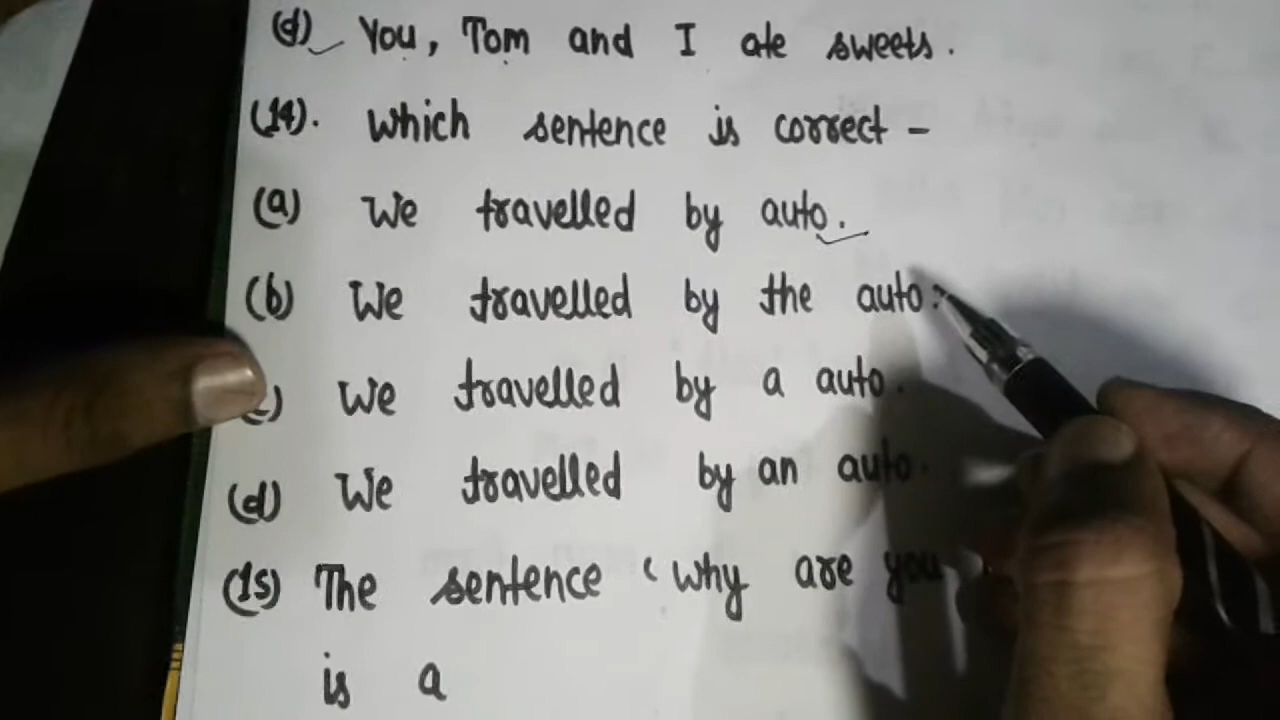 (d) You, Tom and I ate sweets.
(14). Which sentence is correct -
(a) We travelled by auto.
(b) We travelled by the auto.
We travelled by a auto.
(d) We travelled by an auto.
(15) The sentence 'Why are you
is a